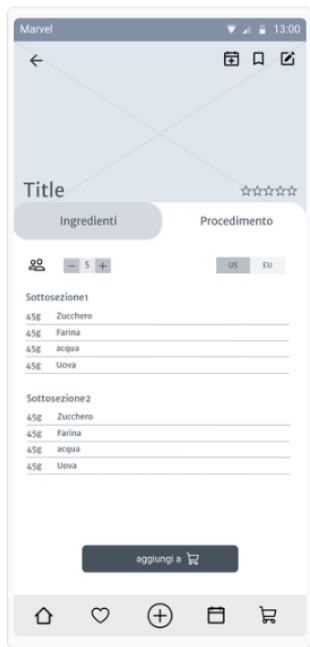 Marvel 13:00
Title
Ingredienti Procedimento
5 US EU
Sottosezione1
45g Zucchero
45g Farina
45g acqua
45g Uova
Sottosezione2
45g Zucchero
45g Farina
45g acqua
45g Uova
aggiungi a